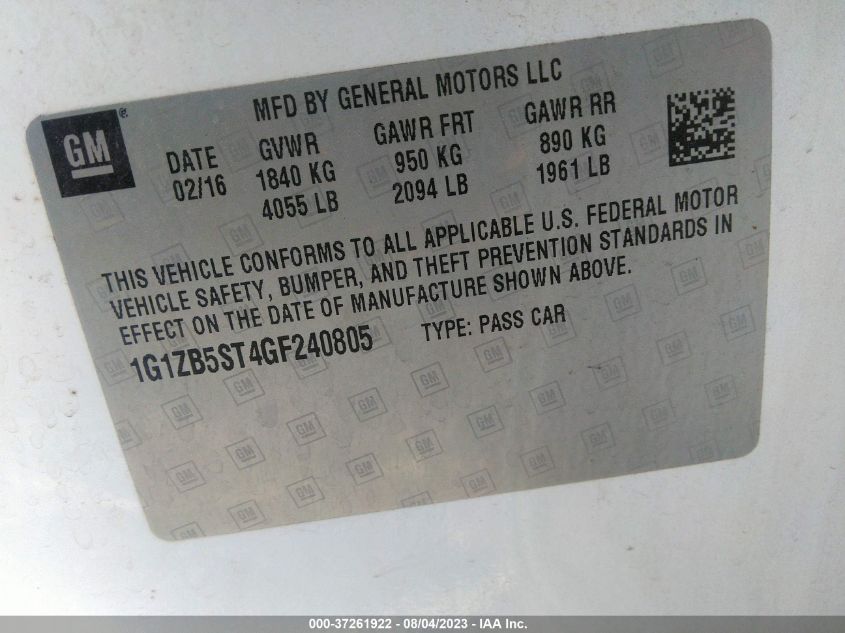 MFD BY GENERAL MOTORS LLC
GM
DATE GVWR GAWR FRT GAWR RR
02/16 1840 KG 950 KG 890 KG
4055 LB 2094 LB 1961 LB
THIS VEHICLE CONFORMS TO ALL APPLICABLE U.S. FEDERAL MOTOR
VEHICLE SAFETY, BUMPER, AND THEFT PREVENTION STANDARDS IN
EFFECT ON THE DATE OF MANUFACTURE SHOWN ABOVE.
1G1ZB5ST4GF240805 TYPE: PASS CAR
000-37261922 - 08/04/2023 - IAA Inc.